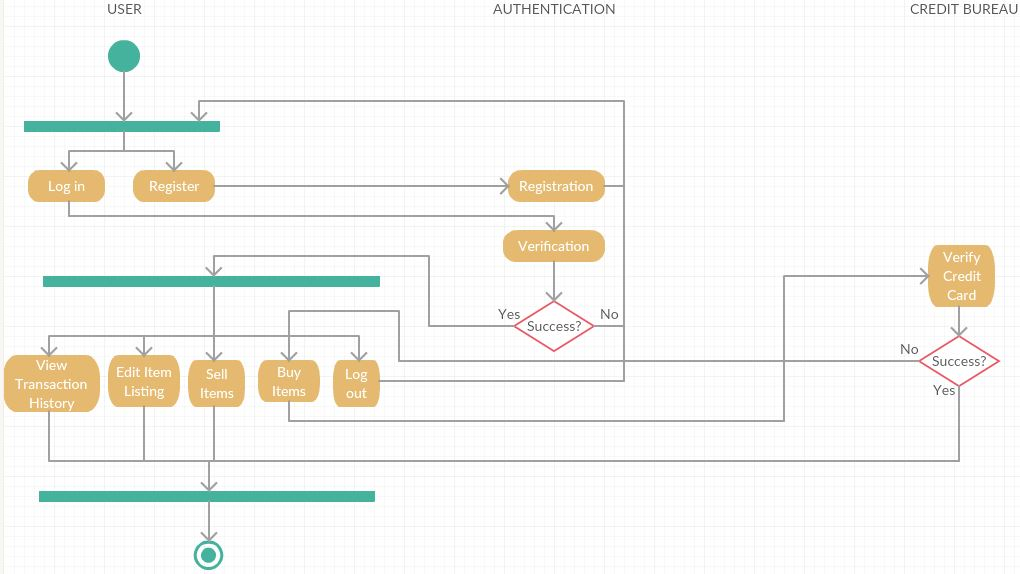 USER
AUTHENTICATION
CREDIT BUREAU
Log in
Register
Registration
Verification
Verify
Credit
Card
Yes
No
Success?
No
Success?
Yes
View
Transaction
History
Edit Item
Listing
Sell
Items
Buy
Items
Log
out